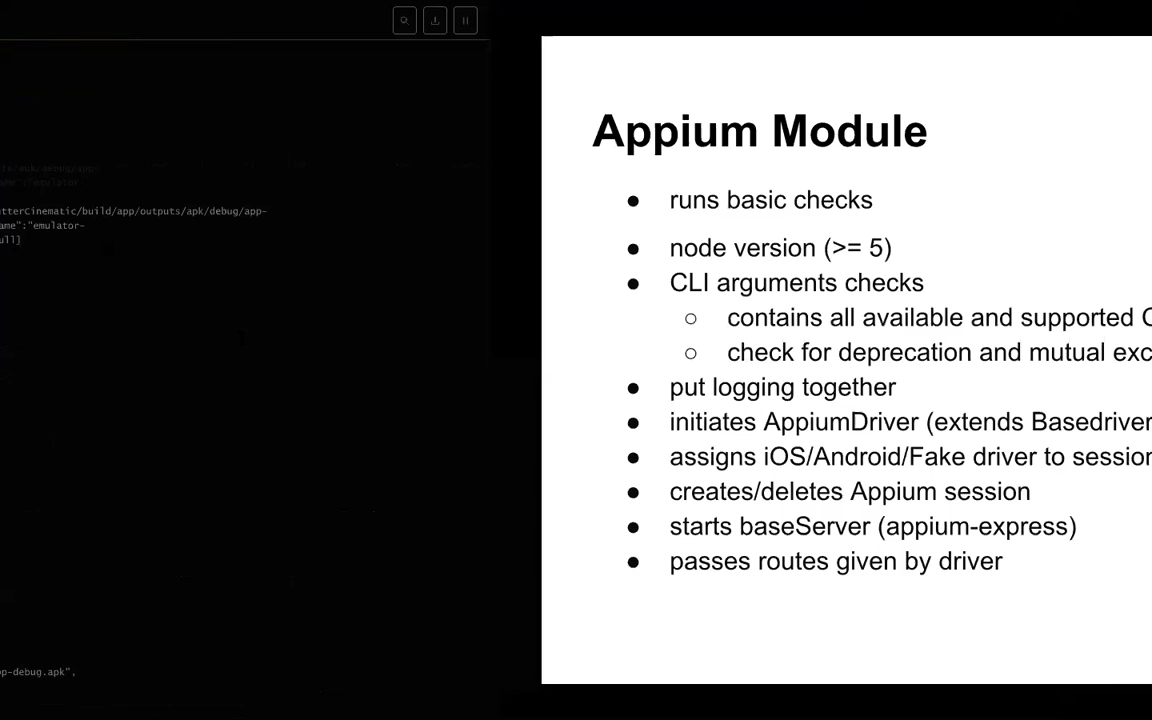 tterCinematic/build/app/outputs/apk/debug/app-
ame":"emulator-
ull]
p-debug.apk",
Appium Module
● runs basic checks
● node version (>= 5)
● CLI arguments checks
○ contains all available and supported C
○ check for deprecation and mutual exc
● put logging together
● initiates AppiumDriver (extends Basedriver
● assigns iOS/Android/Fake driver to session
● creates/deletes Appium session
● starts baseServer (appium-express)
● passes routes given by driver